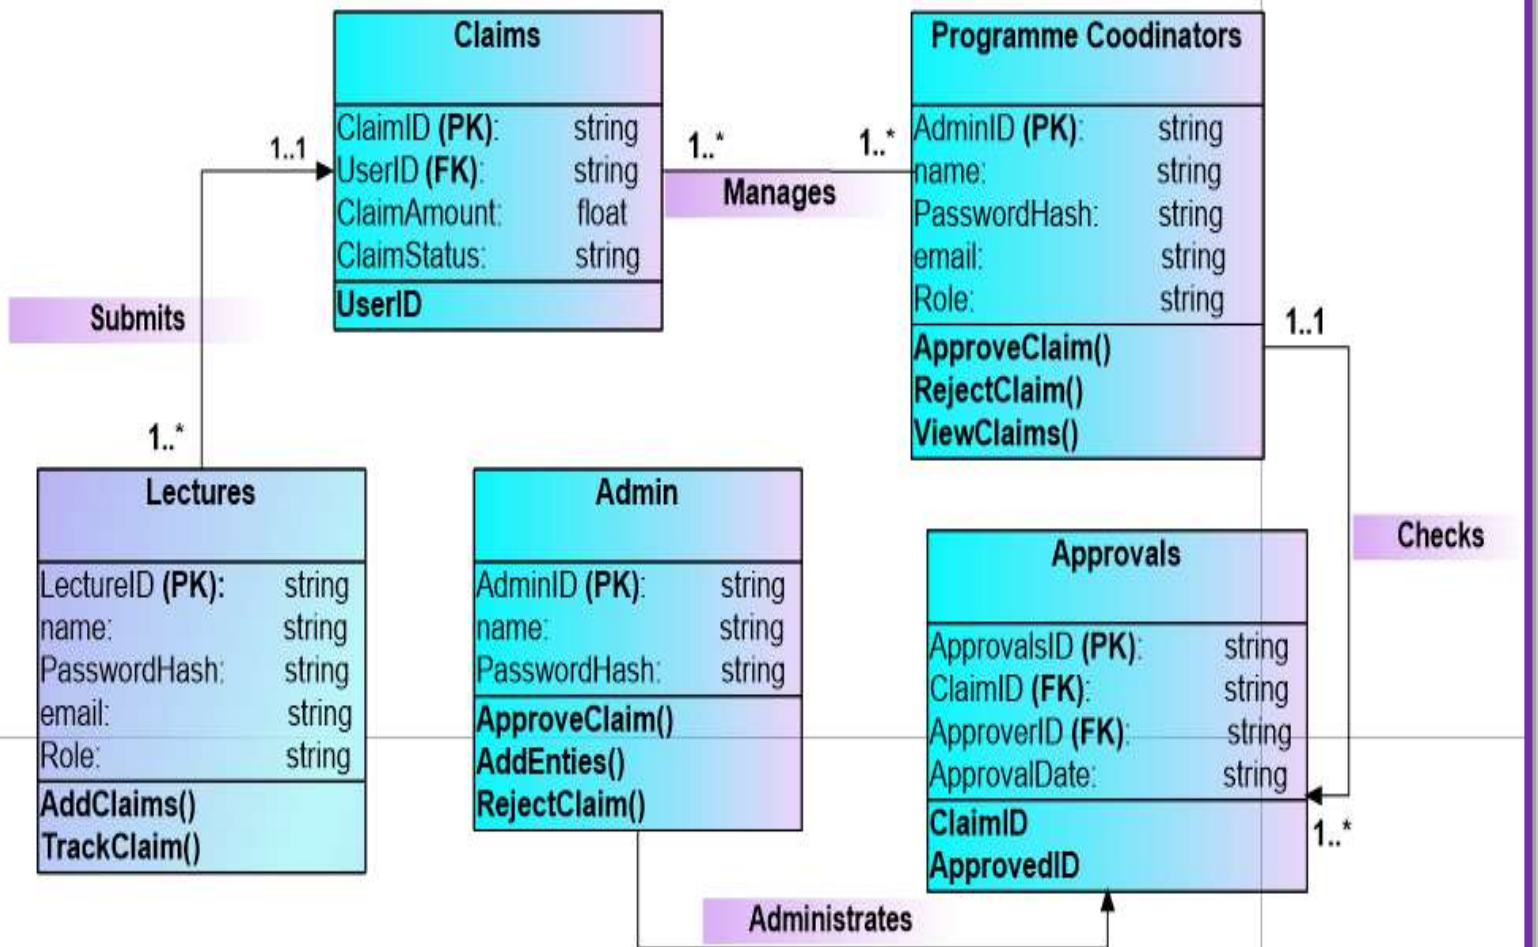 Claims
ClaimID (PK): string
UserID (FK): string
ClaimAmount: float
ClaimStatus: string
UserID
1..1
1..*
Manages
1..*
Programme Coodinators
AdminID (PK): string
name: string
PasswordHash: string
email: string
Role: string
ApproveClaim()
RejectClaim()
ViewClaims()
1..1
Submits
1..*
Lectures
LectureID (PK): string
name: string
PasswordHash: string
email: string
Role: string
AddClaims()
TrackClaim()
Admin
AdminID (PK): string
name: string
PasswordHash: string
ApproveClaim()
AddEnties()
RejectClaim()
Checks
Approvals
ApprovalsID (PK): string
ClaimID (FK): string
ApproverID (FK): string
ApprovalDate: string
ClaimID
ApprovedID
1..*
Administrates